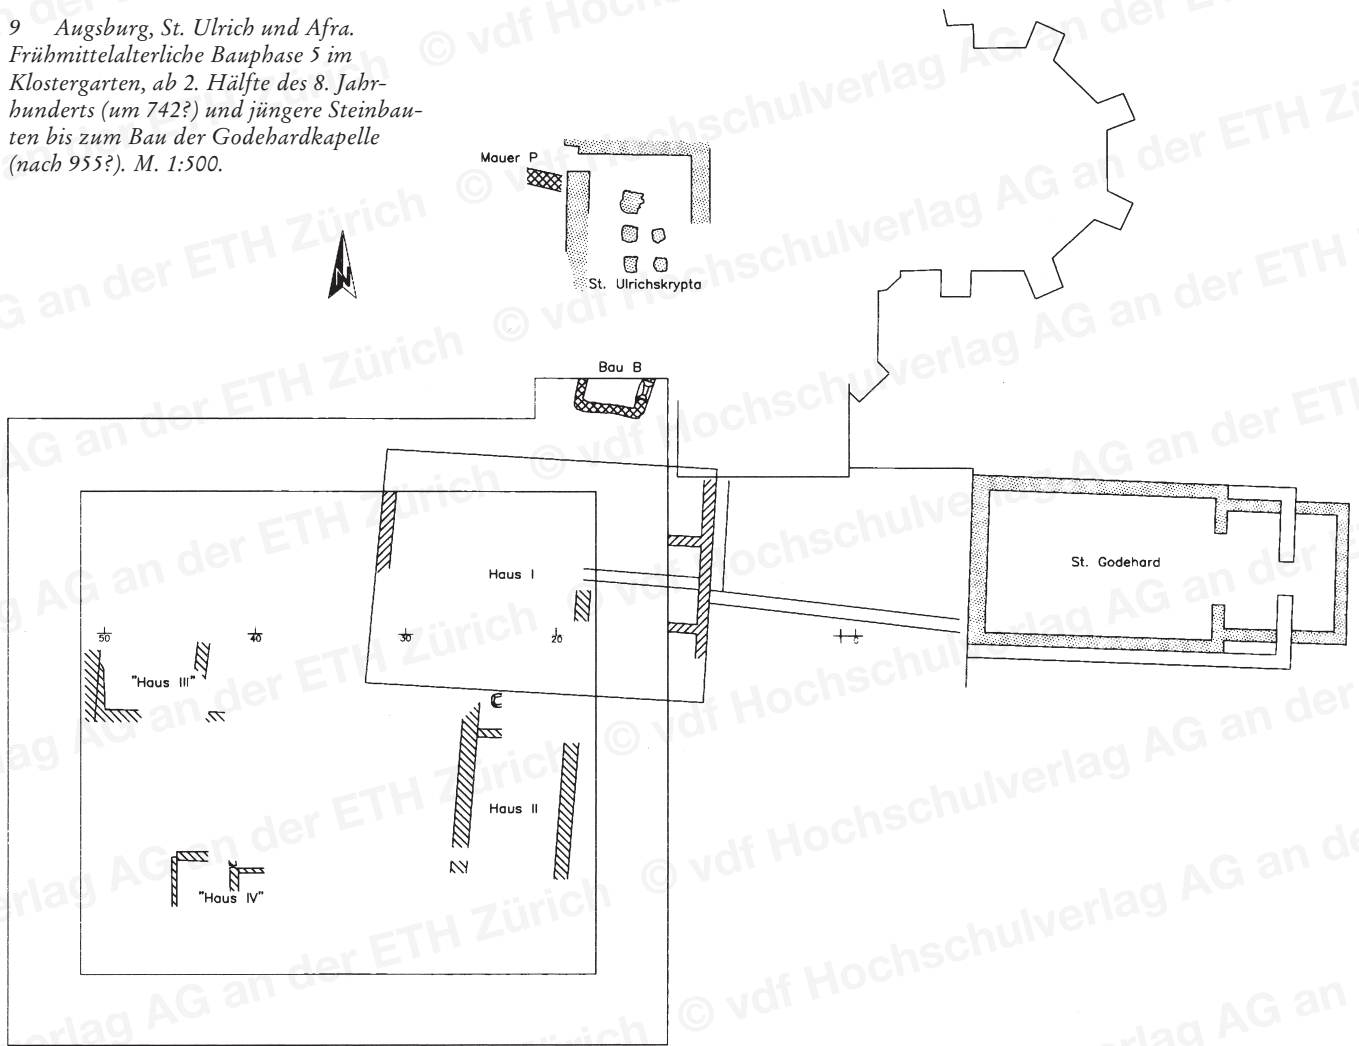 9 Augsburg, St. Ulrich und Afra.
Frühmittelalterliche Bauphase 5 im
Klostergarten, ab 2. Hälfte des 8. Jahr-
hunderts (um 742?) und jüngere Steinbau-
ten bis zum Bau der Godehardkapelle
(nach 955?). M. 1:500.
Mauer P
N
St. Ulrichskrypta
Bau B
Haus I
St. Godehard
50
40
30
20
"Haus III"
Haus II
"Haus IV"
© vdf Hochschulverlag AG an der ETH Zürich